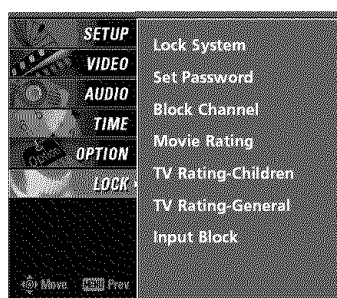 SETUP
VIDEO
AUDIO
TIME
OPTION
LOCK
Move MENU Prev
Lock System
Set Password
Block Channel
Movie Rating
TV Rating-Children
TV Rating-General
Input Block